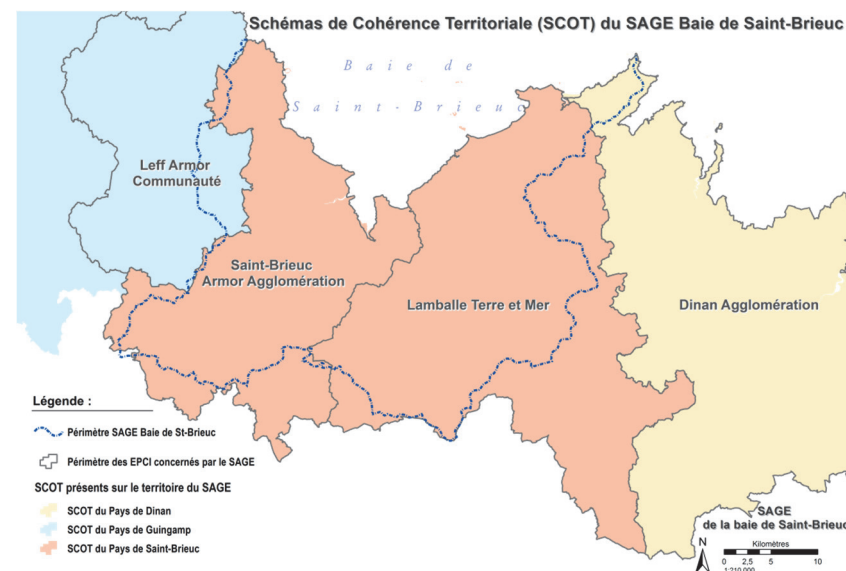 Schémas de Cohérence Territoriale (SCOT) du SAGE Baie de Saint-Brieuc
Baie de
Saint-Brieuc
Leff Armor
Communauté
Saint-Brieuc
Armor Agglomération
Lamballe Terre et Mer
Dinan Agglomération
Légende :
Périmètre SAGE Baie de St-Brieuc
Périmètre des EPCI concernés par le SAGE
SCOT présents sur le territoire du SAGE
SCOT du Pays de Dinan
SCOT du Pays de Guingamp
SCOT du Pays de Saint-Brieuc
SAGE
de la baie de Saint-Brieuc
N
Kilomètres
0 2,5 5 10
1:210 000